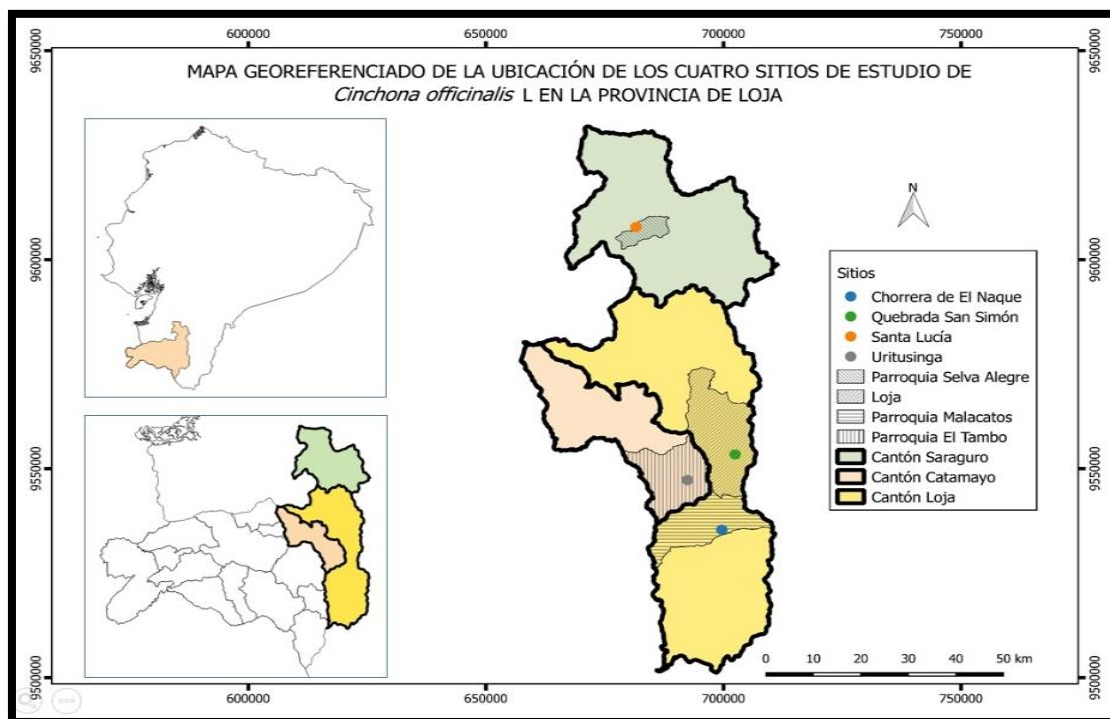 600000 650000 700000 750000
9650000 9650000
MAPA GEOREFERENCIADO DE LA UBICACIÓN DE LOS CUATRO SITIOS DE ESTUDIO DE
Cinchona officinalis L EN LA PROVINCIA DE LOJA
N
9600000 9600000
Sitios
Chorrera de El Naque
Quebrada San Simón
Santa Lucía
Uritusinga
Parroquia Selva Alegre
Loja
Parroquia Malacatos
Parroquia El Tambo
Cantón Saraguro
Cantón Catamayo
Cantón Loja
9550000 9550000
0 10 20 30 40 50 km
9500000 9500000
600000 650000 700000 750000